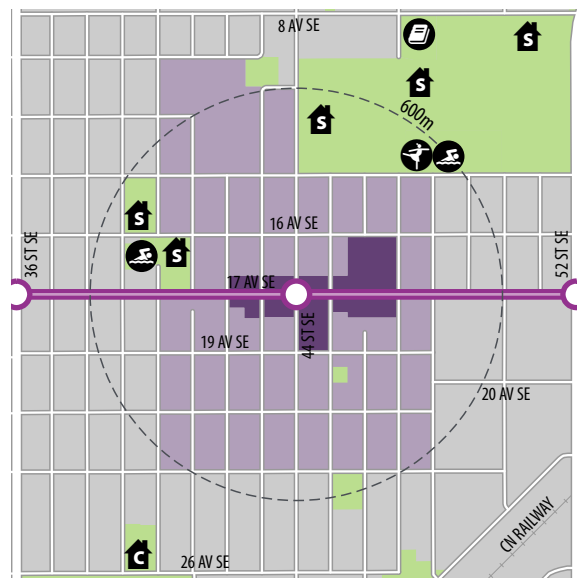 8 AV SE
S
S
S
600m
S
16 AV SE
36 ST SE
S
52 ST SE
17 AV SE
19 AV SE
44 ST SE
20 AV SE
CN RAILWAY
C
26 AV SE